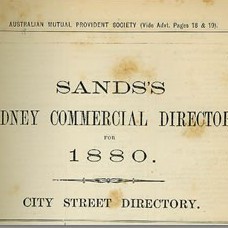 AUSTRALIAN MUTUAL PROVIDENT SOCIETY (Vide Advt. Pages 18 & 19).
SANDS'S
DNEY COMMERCIAL DIRECTOR
FOR
1880.
CITY STREET DIRECTORY.